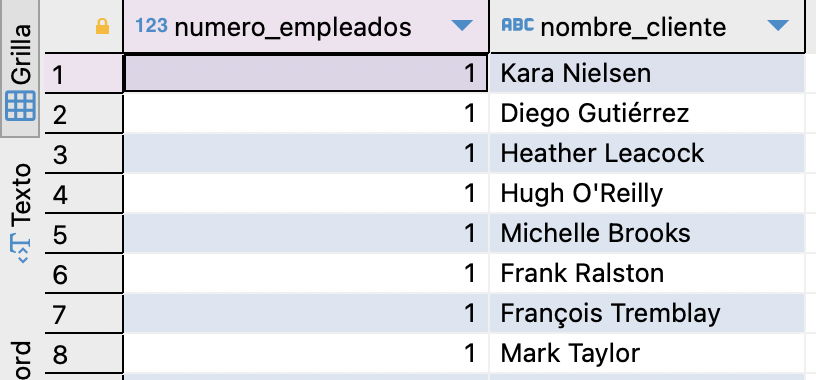 Grilla
Texto
ord
123 numero_empleados ABC nombre_cliente
1 1 Kara Nielsen
2 1 Diego Gutiérrez
3 1 Heather Leacock
4 1 Hugh O'Reilly
5 1 Michelle Brooks
6 1 Frank Ralston
7 1 François Tremblay
8 1 Mark Taylor